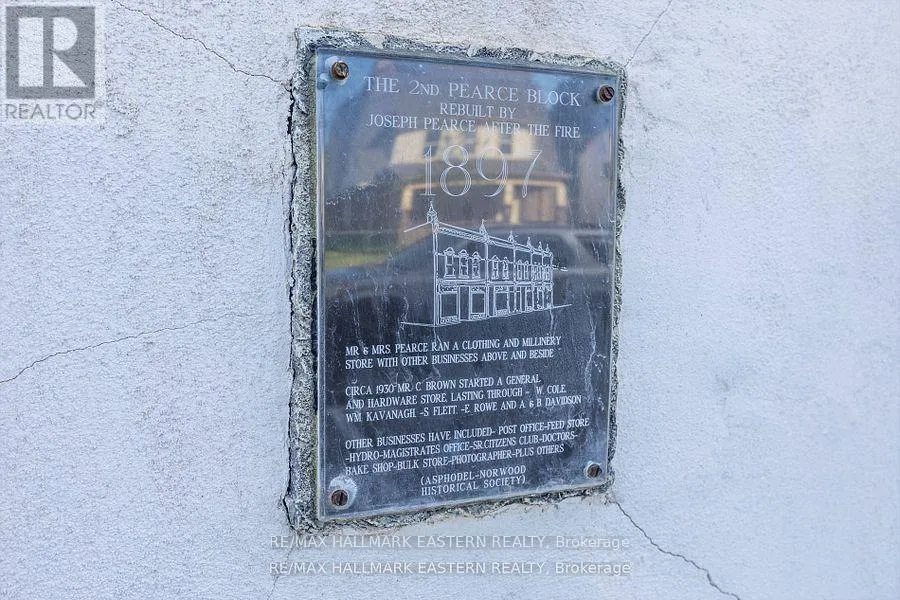 R
REALTOR
THE 2ND PEARCE BLOCK
REBUILT BY
JOSEPH PEARCE AFTER THE FIRE
1897
MR & MRS PEARCE RAN A CLOTHING AND MILLINERY
STORE WITH OTHER BUSINESSES ABOVE AND BESIDE
CIRCA 1930 MR C. BROWN STARTED A GENERAL
AND HARDWARE STORE, LASTING THROUGH - W. COLE,
WM. KAVANAGH, -S. FLETT, -E. ROWE AND A. & B. DAVIDSON
OTHER BUSINESSES HAVE INCLUDED- POST OFFICE-FEED STORE
-HYDRO-MAGISTRATES OFFICE-SR.CITIZENS CLUB-DOCTORS-
BAKE SHOP-BULK STORE-PHOTOGRAPHER-PLUS OTHERS
(ASPHODEL-NORWOOD
HISTORICAL SOCIETY)
RE/MAX HALLMARK EASTERN REALTY, Brokerage
RE/MAX HALLMARK EASTERN REALTY, Brokerage